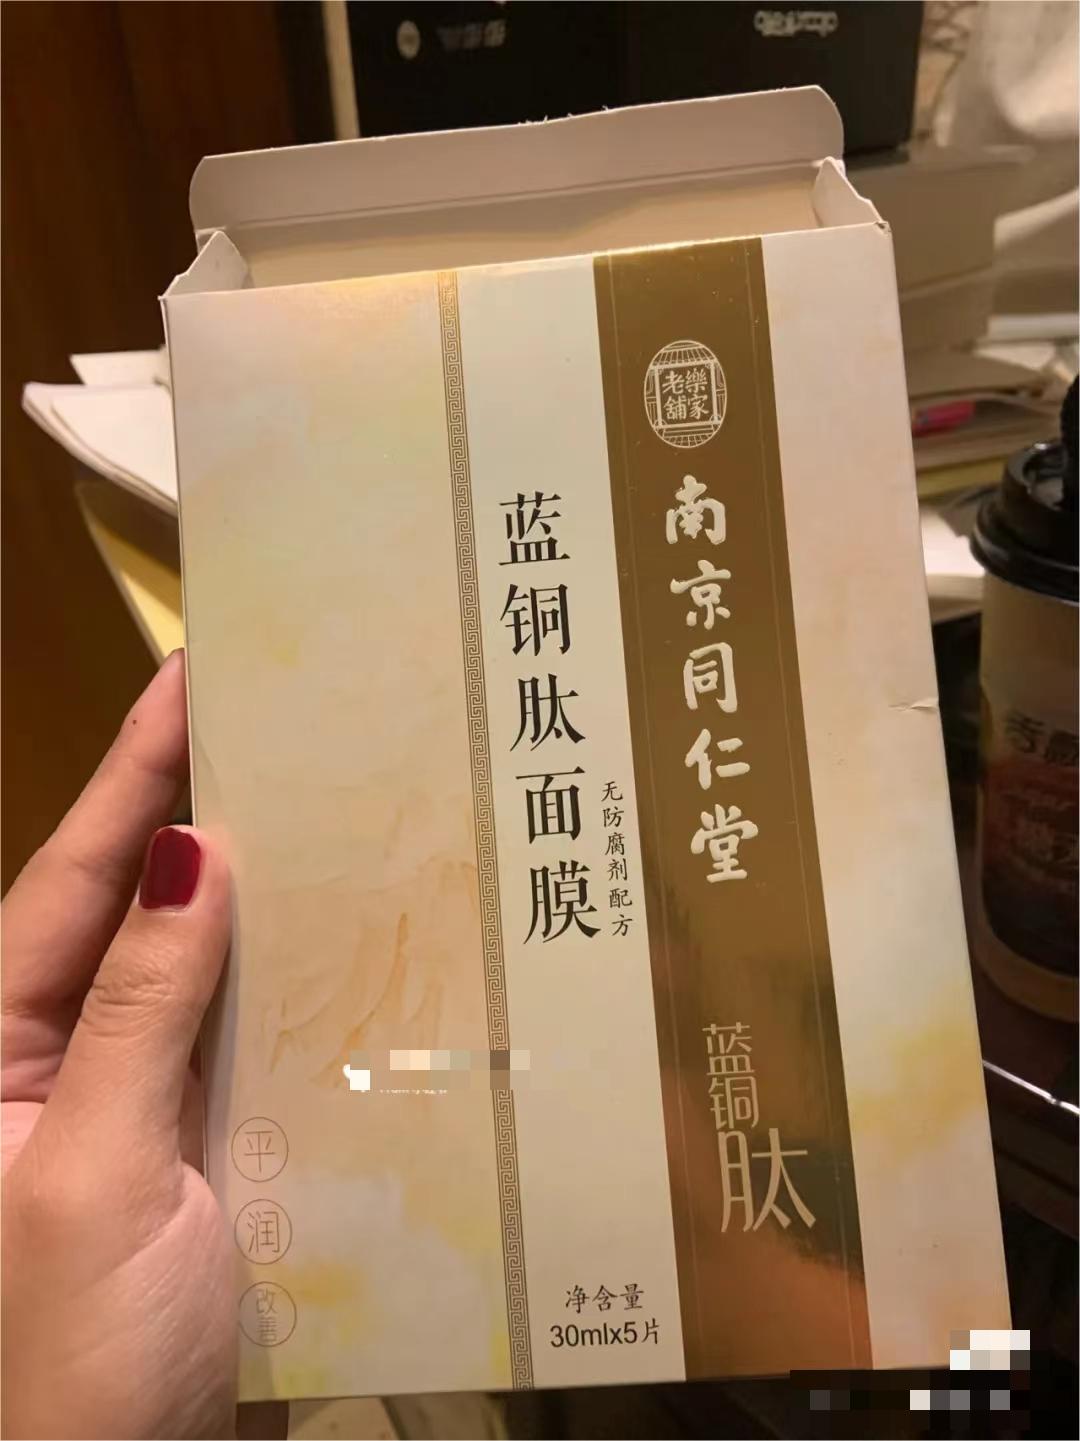 樂家老舖
南京同仁堂
蓝铜肽
蓝铜肽面膜
无防腐剂配方
平
润
改善
净含量
30mlx5片